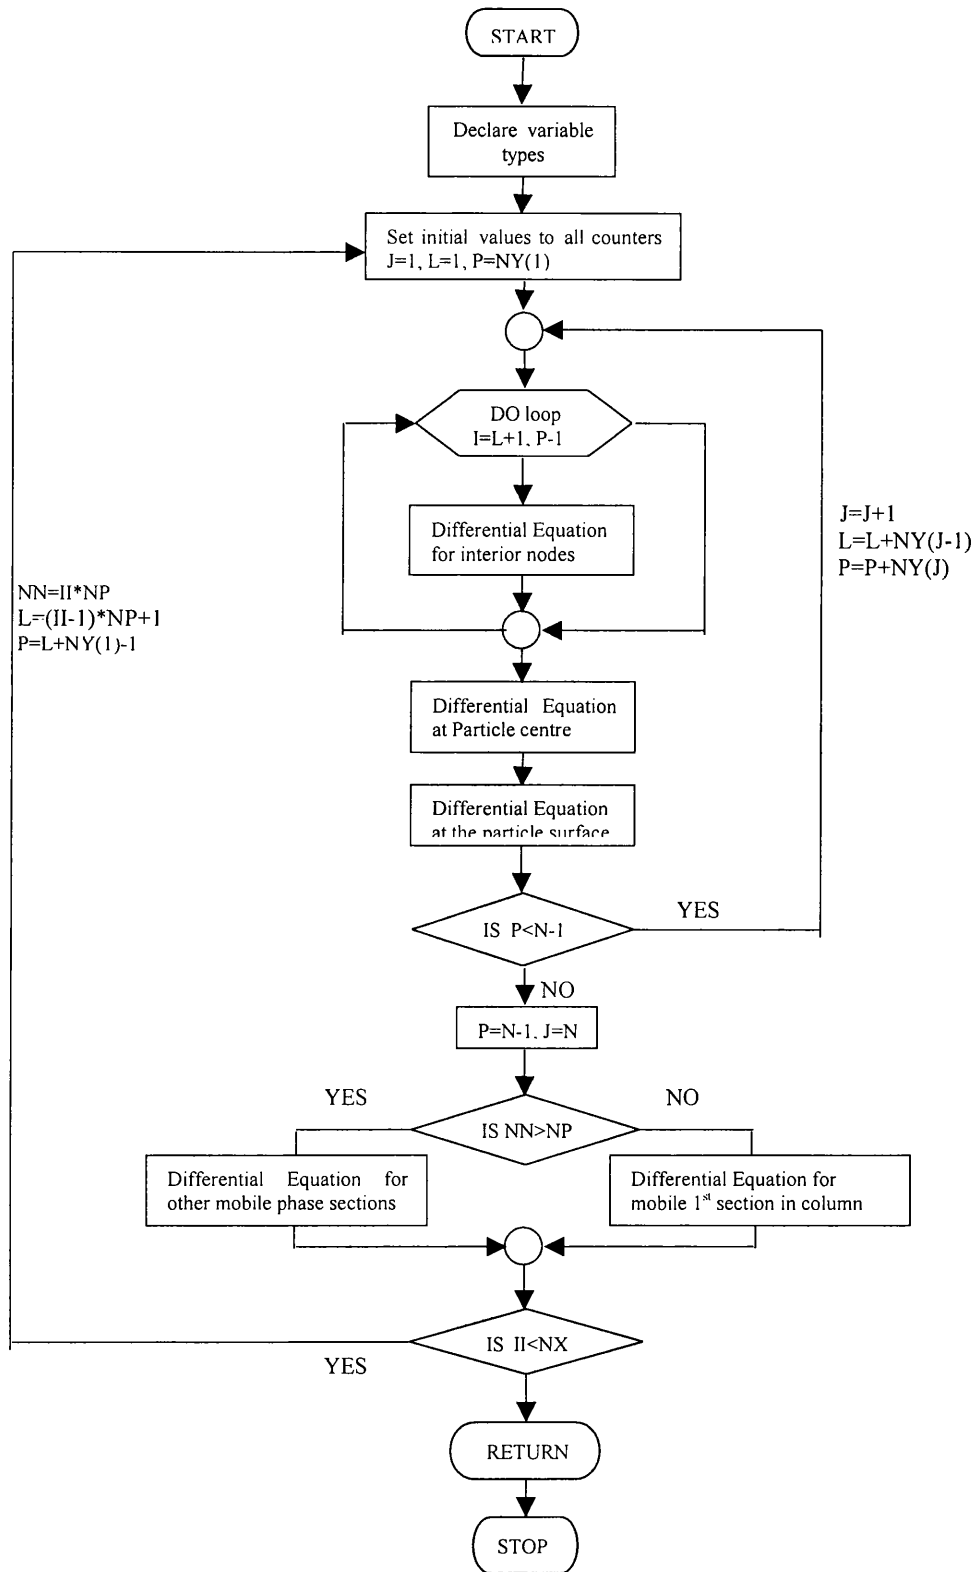 START
Declare variable
types
Set initial values to all counters
J=1, L=1, P=NY(1)
DO loop
I=L+1, P-1
Differential Equation
for interior nodes
J=J+1
L=L+NY(J-1)
P=P+NY(J)
NN=II*NP
L=(II-1)*NP+1
P=L+NY(1)-1
Differential Equation
at Particle centre
Differential Equation
at the particle surface
IS P<N-1
YES
NO
P=N-1, J=N
YES
NO
IS NN>NP
Differential Equation for
other mobile phase sections
Differential Equation for
mobile 1st section in column
IS II<NX
YES
RETURN
STOP